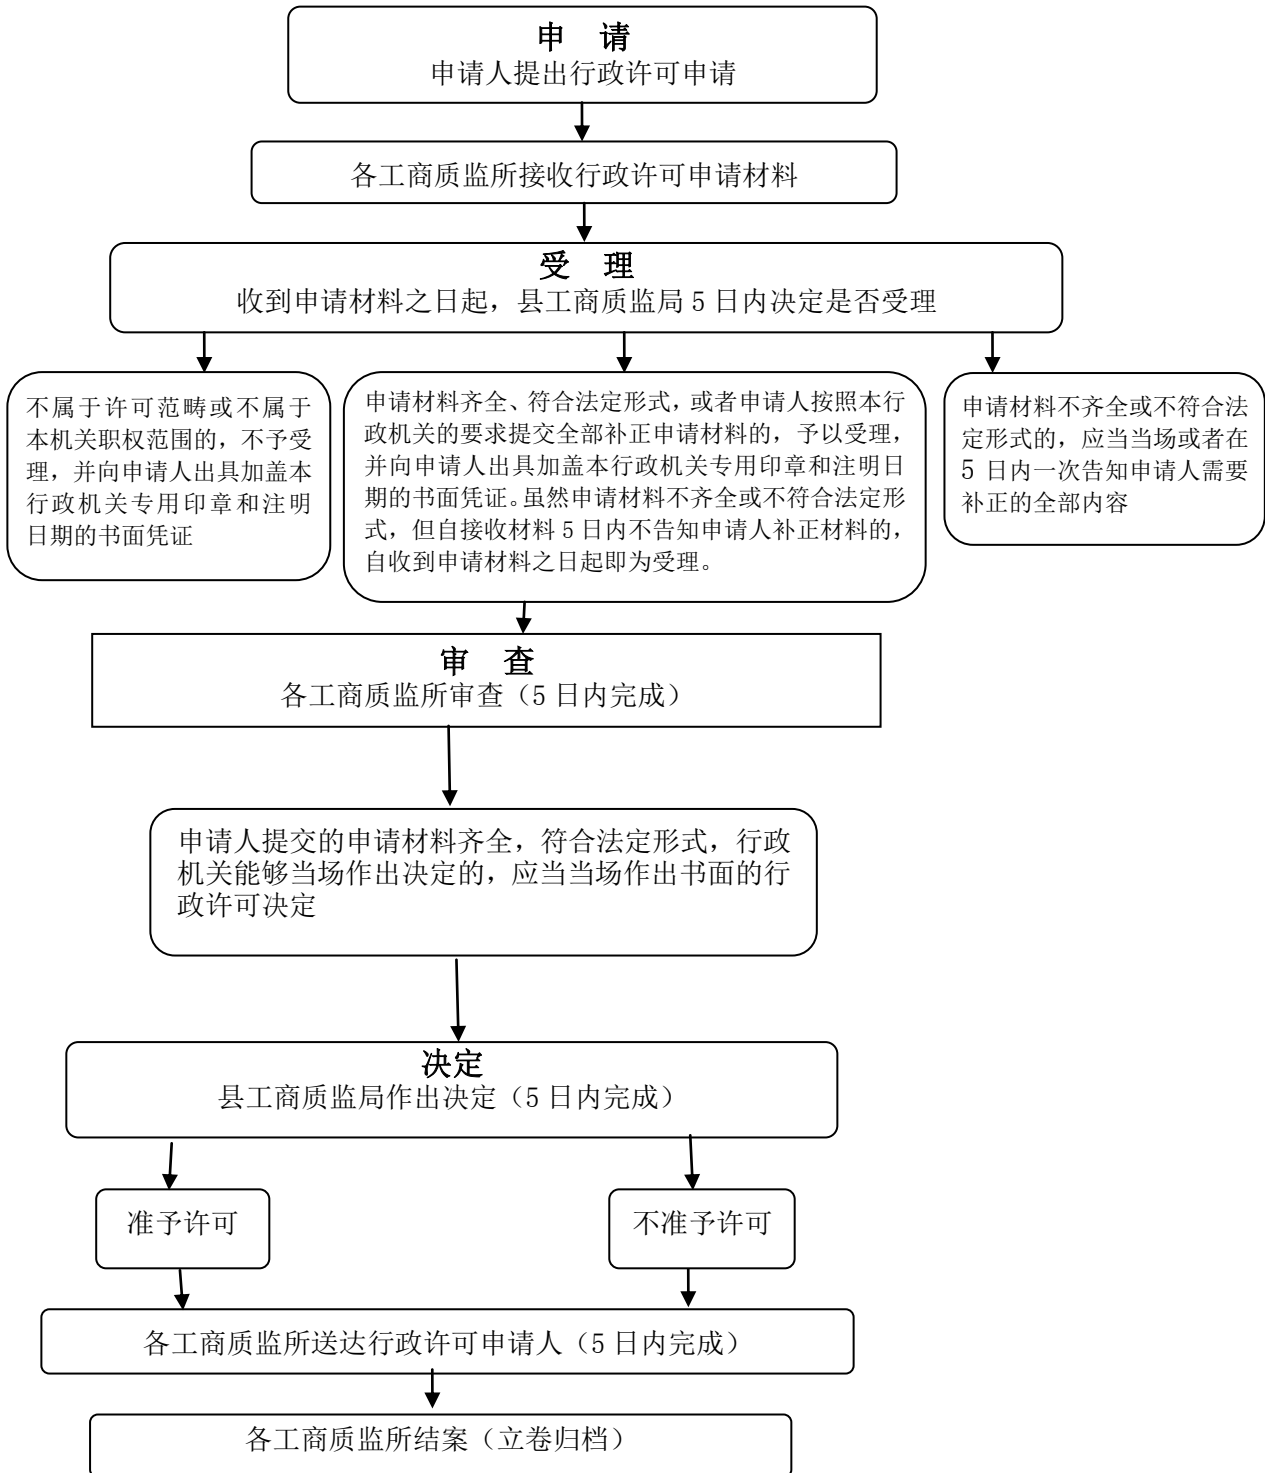 申　请
申请人提出行政许可申请
各工商质监所接收行政许可申请材料
受　理
收到申请材料之日起，县工商质监局 5 日内决定是否受理
不属于许可范畴或不属于
本机关职权范围的，不予受
理，并向申请人出具加盖本
行政机关专用印章和注明
日期的书面凭证
申请材料齐全、符合法定形式，或者申请人按照本行
政机关的要求提交全部补正申请材料的，予以受理，
并向申请人出具加盖本行政机关专用印章和注明日
期的书面凭证。虽然申请材料不齐全或不符合法定形
式，但自接收材料 5 日内不告知申请人补正材料的，
自收到申请材料之日起即为受理。
申请材料不齐全或不符合法
定形式的，应当当场或者在
5 日内一次告知申请人需要
补正的全部内容
审　查
各工商质监所审查（5 日内完成）
申请人提交的申请材料齐全，符合法定形式，行政
机关能够当场作出决定的，应当当场作出书面的行
政许可决定
决定
县工商质监局作出决定（5 日内完成）
准予许可
不准予许可
各工商质监所送达行政许可申请人（5 日内完成）
各工商质监所结案（立卷归档）